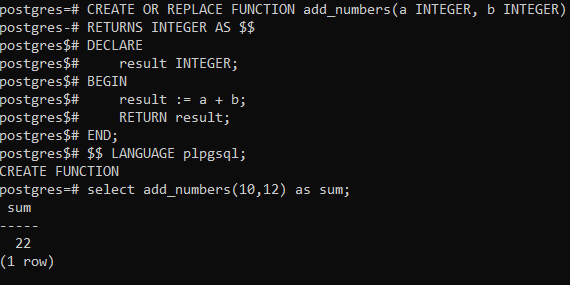 postgres=# CREATE OR REPLACE FUNCTION add_numbers(a INTEGER, b INTEGER)
postgres-# RETURNS INTEGER AS $$
postgres$# DECLARE
postgres$#     result INTEGER;
postgres$# BEGIN
postgres$#     result := a + b;
postgres$#     RETURN result;
postgres$# END;
postgres$# $$ LANGUAGE plpgsql;
CREATE FUNCTION
postgres=# select add_numbers(10,12) as sum;
 sum
-----
  22
(1 row)